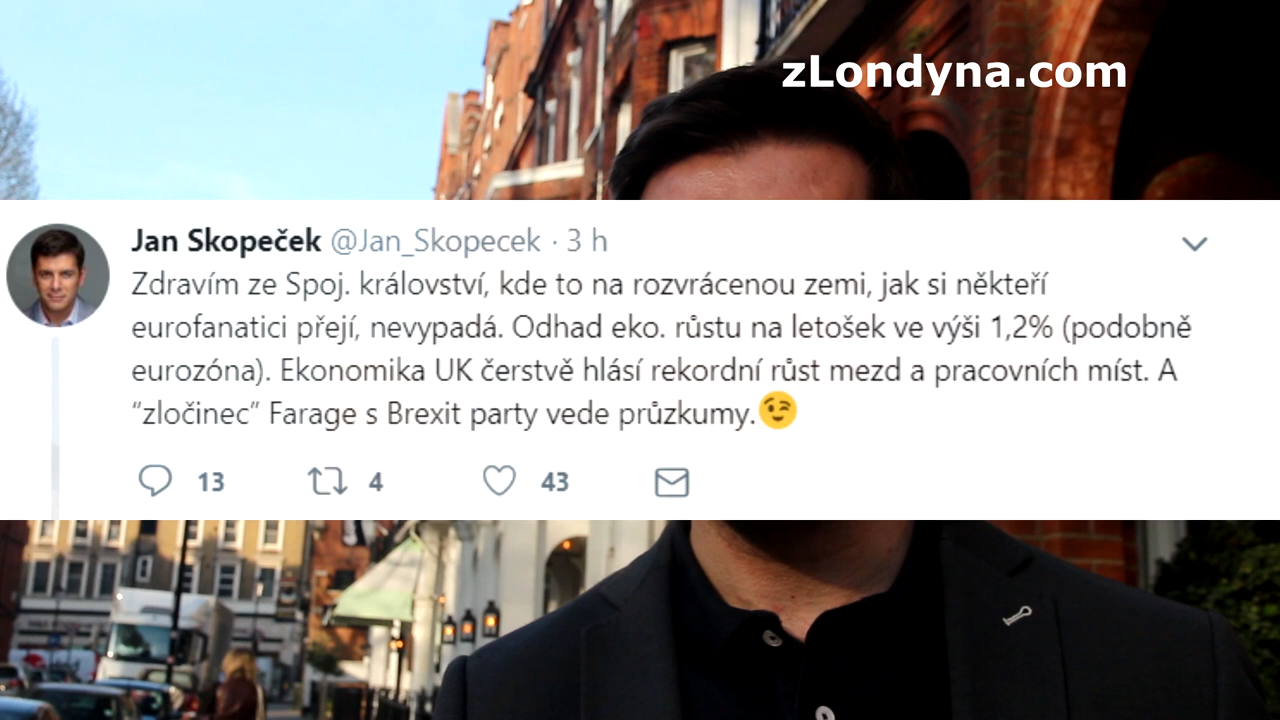 zLondyna.com
Jan Skopeček @Jan_Skopecek · 3 h
Zdravím ze Spoj. království, kde to na rozvrácenou zemi, jak si někteří
eurofanatici přejí, nevypadá. Odhad eko. růstu na letošek ve výši 1,2% (podobně
eurozóna). Ekonomika UK čerstvě hlásí rekordní růst mezd a pracovních míst. A
“zločinec” Farage s Brexit party vede průzkumy.😉
13 4 43